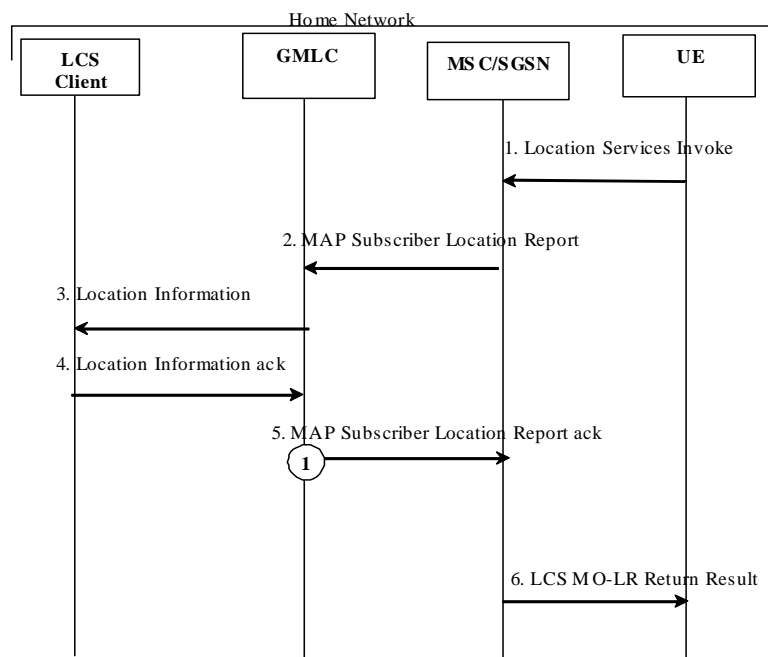 Home Network
LCS
Client
GMLC
MSC/SGSN
UE
1. Location Services Invoke
2. MAP Subscriber Location Report
3. Location Information
4. Location Information ack
5. MAP Subscriber Location Report ack
1
6. LCS MO-LR Return Result